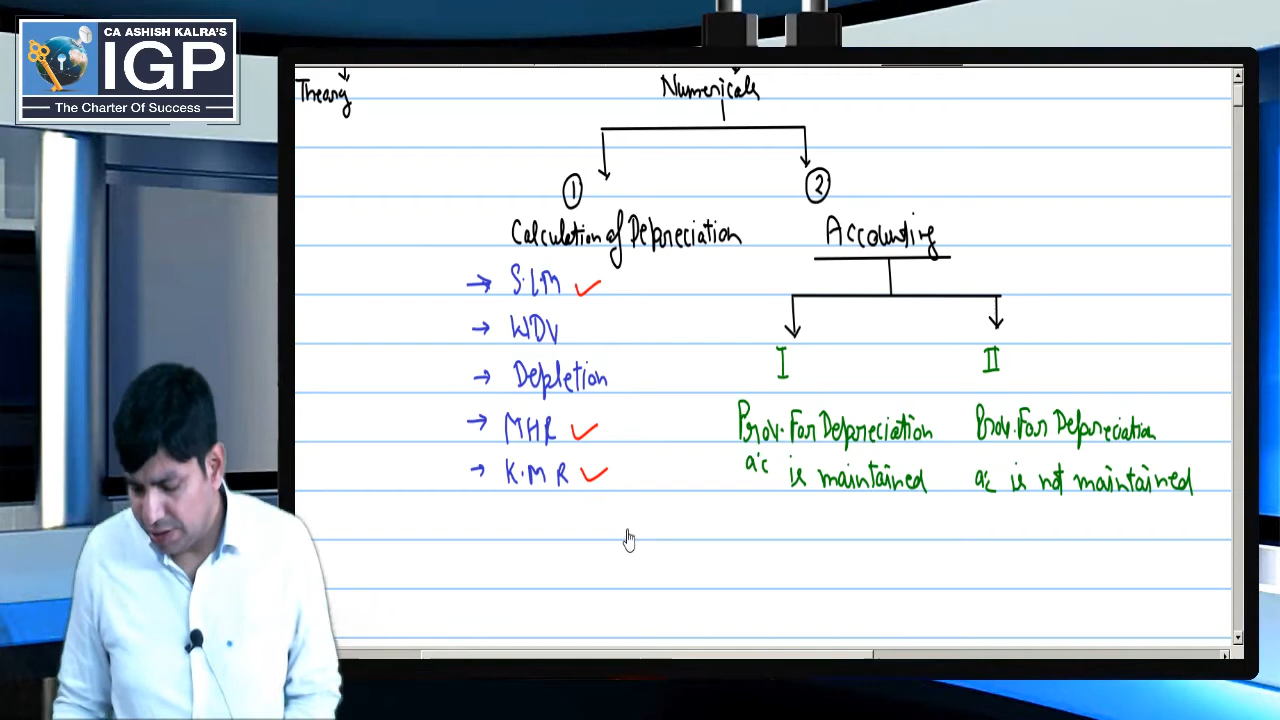 CA ASHISH KALRA'S
IGP
The Charter Of Success
Theory
Numericals
1
2
Calculation of Depreciation
Accounting
→ S.L.M ✓
→ WDV
→ Depletion
→ MHR ✓
→ K.M.R ✓
I
II
Prov. For Depreciation
a/c is maintained
Prov. For Depreciation
a/c is not maintained